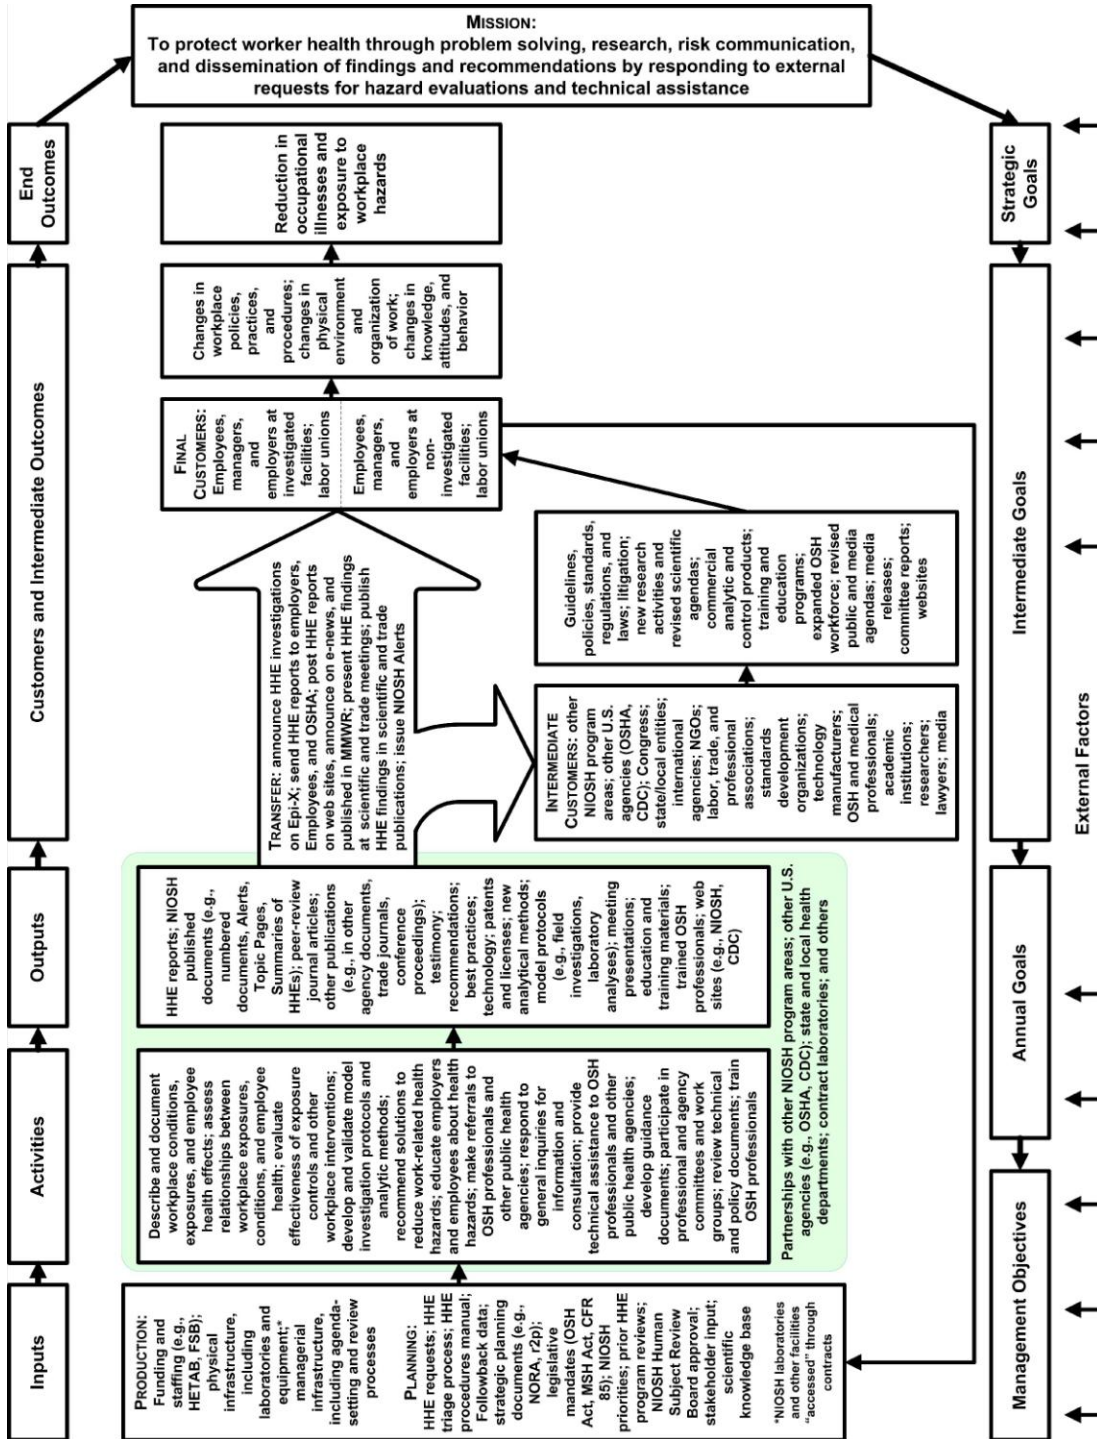 MISSION:
To protect worker health through problem solving, research, risk communication,
and dissemination of findings and recommendations by responding to external
requests for hazard evaluations and technical assistance
Inputs
Activities
Outputs
Customers and Intermediate Outcomes
End
Outcomes
PRODUCTION:
Funding and
staffing (e.g.,
HETAB, FSB);
physical
infrastructure,
including
laboratories and
equipment;*
managerial
infrastructure,
including agenda-
setting and review
processes
PLANNING:
HHE requests; HHE
triage process; HHE
procedures manual;
Followback data;
strategic planning
documents (e.g.,
NORA, r2p);
legislative
mandates (OSH
Act, MSH Act, CFR
85); NIOSH
priorities; prior HHE
program reviews;
NIOSH Human
Subject Review
Board approval;
stakeholder input;
scientific
knowledge base
*NIOSH laboratories
and other facilities
"accessed" through
contracts
Describe and document
workplace conditions,
exposures, and employee
health effects; assess
relationships between
workplace exposures,
conditions, and employee
health; evaluate
effectiveness of exposure
controls and other
workplace interventions;
develop and validate model
investigation protocols and
analytic methods;
recommend solutions to
reduce work-related health
hazards; educate employers
and employees about health
hazards; make referrals to
OSH professionals and
other public health
agencies; respond to
general inquiries for
information and
consultation; provide
technical assistance to OSH
professionals and other
public health agencies;
develop guidance
documents; participate in
professional and agency
committees and work
groups; review technical
and policy documents; train
OSH professionals
HHE reports; NIOSH
published
documents (e.g.,
numbered
documents, Alerts,
Topic Pages,
Summaries of
HHEs); peer-review
journal articles;
other publications
(e.g., in other
agency documents,
trade journals,
conference
proceedings);
testimony;
recommendations;
best practices;
technology; patents
and licenses; new
analytical methods;
model protocols
(e.g., field
investigations,
laboratory
analyses); meeting
presentations;
education and
training materials;
trained OSH
professionals; web
sites (e.g., NIOSH,
CDC)
Partnerships with other NIOSH program areas; other U.S.
agencies (e.g., OSHA, CDC); state and local health
departments; contract laboratories; and others
TRANSFER: announce HHE investigations
on Epi-X; send HHE reports to employers,
Employees, and OSHA; post HHE reports
on web sites, announce on e-news, and
published in MMWR; present HHE findings
at scientific and trade meetings; publish
HHE findings in scientific and trade
publications; issue NIOSH Alerts
INTERMEDIATE
CUSTOMERS: other
NIOSH program
areas; other U.S.
agencies (OSHA,
CDC); Congress;
state/local entities;
international
agencies; NGOs;
labor, trade, and
professional
associations;
standards
development
organizations;
technology
manufacturers;
OSH and medical
professionals;
academic
institutions;
researchers;
lawyers; media
Guidelines,
policies, standards,
regulations, and
laws; litigation;
new research
activities and
revised scientific
agendas;
commercial
analytic and
control products;
training and
education
programs;
expanded OSH
workforce; revised
public and media
agendas; media
releases;
committee reports;
websites
FINAL
CUSTOMERS:
Employees,
managers,
and
employers at
investigated
facilities;
labor unions
Employees,
managers,
and
employers at
non-
investigated
facilities;
labor unions
Changes in
workplace
policies,
practices,
and
procedures;
changes in
physical
environment
and
organization
of work;
changes in
knowledge,
attitudes, and
behavior
Reduction in
occupational
illnesses and
exposure to
workplace
hazards
Management Objectives
Annual Goals
Intermediate Goals
Strategic
Goals
External Factors